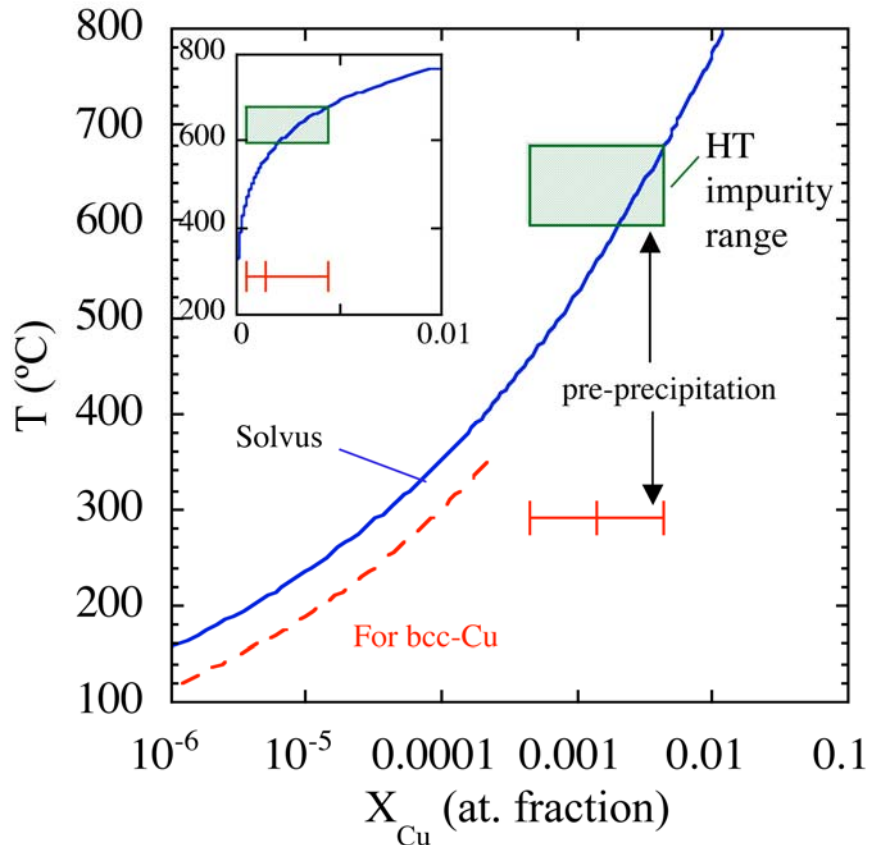 800
700
600
500
400
300
200
100
T (ºC)
800
600
400
200
0
0.01
HT
impurity
range
pre-precipitation
Solvus
For bcc-Cu
10-6
10-5
0.0001
0.001
0.01
0.1
XCu (at. fraction)